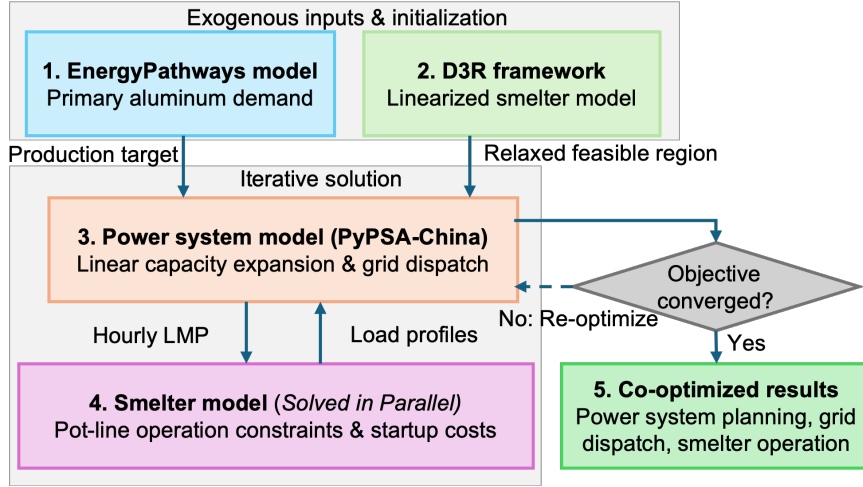 Exogenous inputs & initialization
1. EnergyPathways model
Primary aluminum demand
2. D3R framework
Linearized smelter model
Production target
Relaxed feasible region
Iterative solution
3. Power system model (PyPSA-China)
Linear capacity expansion & grid dispatch
Objective
converged?
No: Re-optimize
Hourly LMP
Load profiles
Yes
4. Smelter model (Solved in Parallel)
Pot-line operation constraints & startup costs
5. Co-optimized results
Power system planning, grid
dispatch, smelter operation